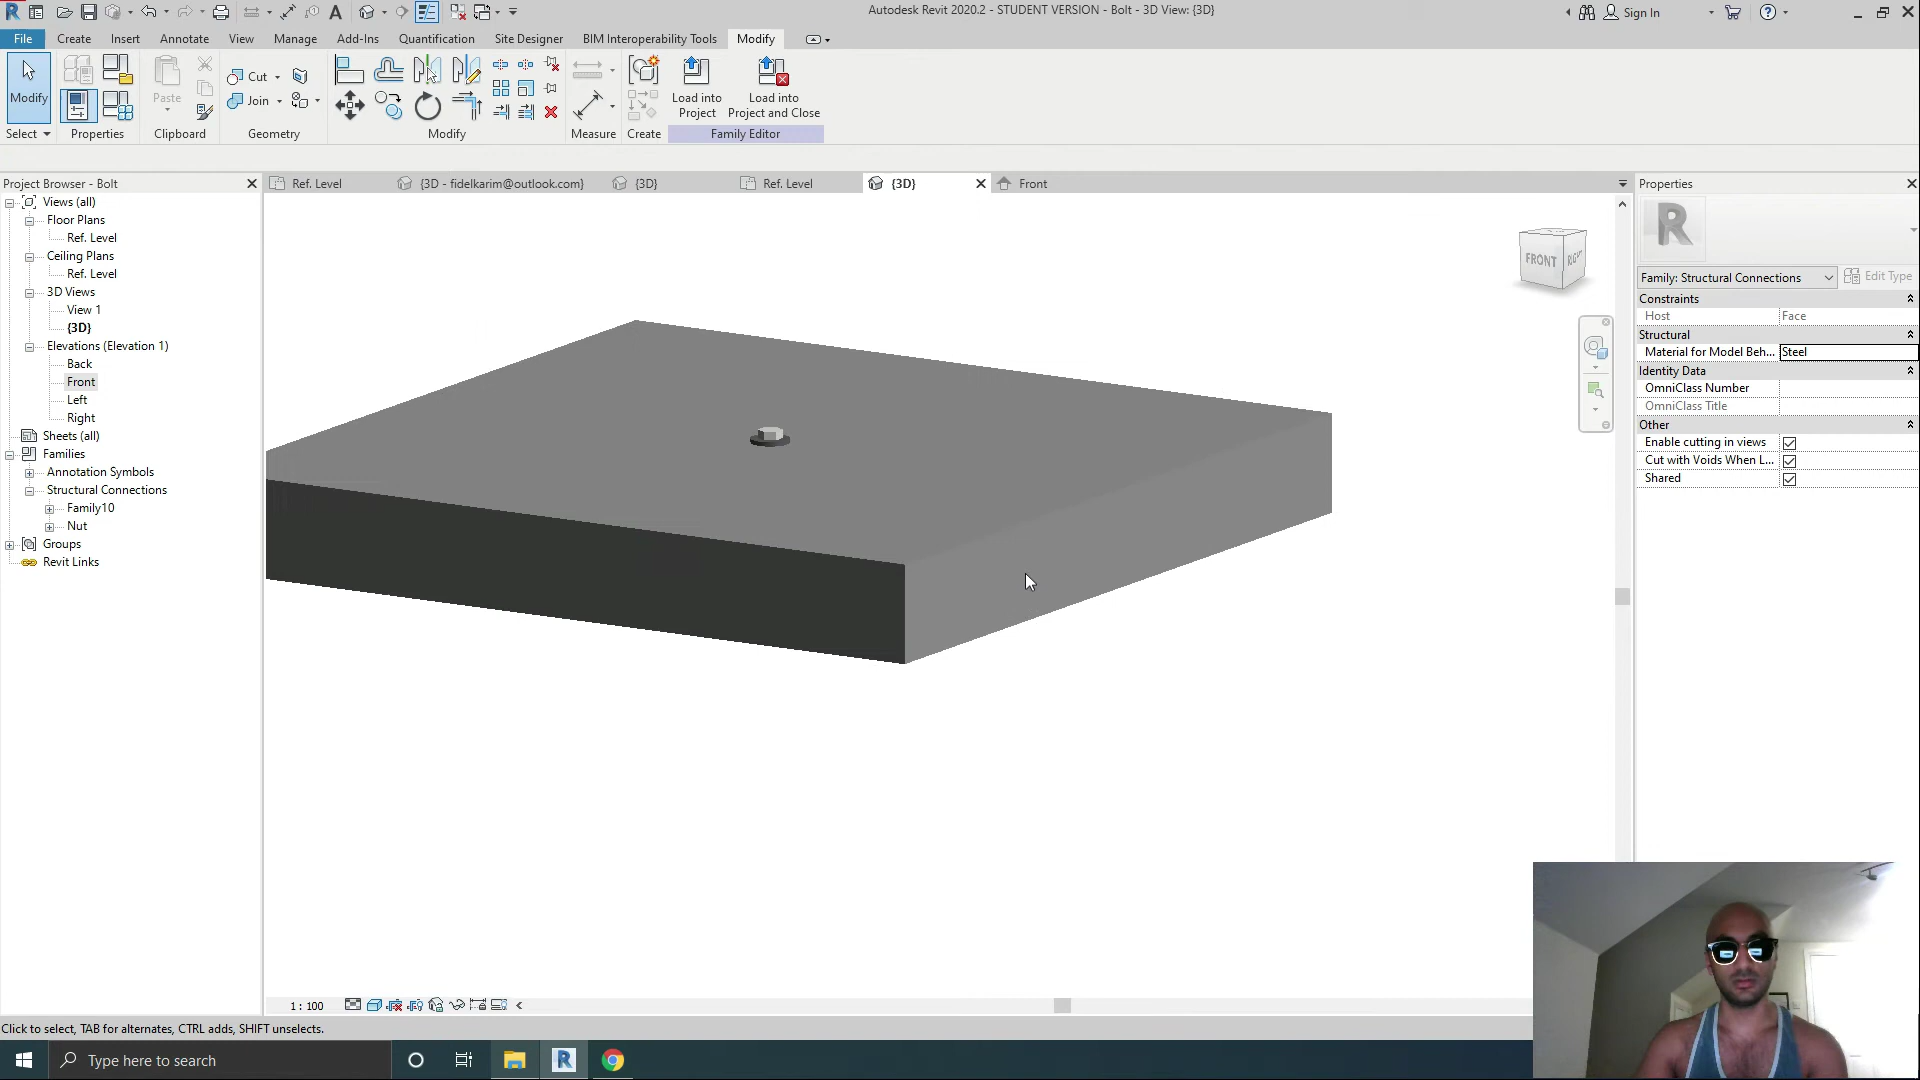 Autodesk Revit 2020.2 - STUDENT VERSION - Bolt - 3D View: {3D}
Sign In
File Create Insert Annotate View Manage Add-Ins Quantification Site Designer BIM Interoperability Tools Modify
Modify
Paste
Cut
Join
Load into Project
Load into Project and Close
Select Properties Clipboard Geometry Modify Measure Create Family Editor
Project Browser - Bolt
Ref. Level {3D - fidelkarim@outlook.com} {3D} Ref. Level {3D} Front
Views (all)
Floor Plans
Ref. Level
Ceiling Plans
Ref. Level
3D Views
View 1
{3D}
Elevations (Elevation 1)
Back
Front
Left
Right
Sheets (all)
Families
Annotation Symbols
Structural Connections
Family10
Nut
Groups
Revit Links
FRONT
RIGHT
Properties
R
Family: Structural Connections Edit Type
Constraints
Host Face
Structural
Material for Model Beh... Steel
Identity Data
OmniClass Number
OmniClass Title
Other
Enable cutting in views
Cut with Voids When L...
Shared
1 : 100
Click to select, TAB for alternates, CTRL adds, SHIFT unselects.
Type here to search